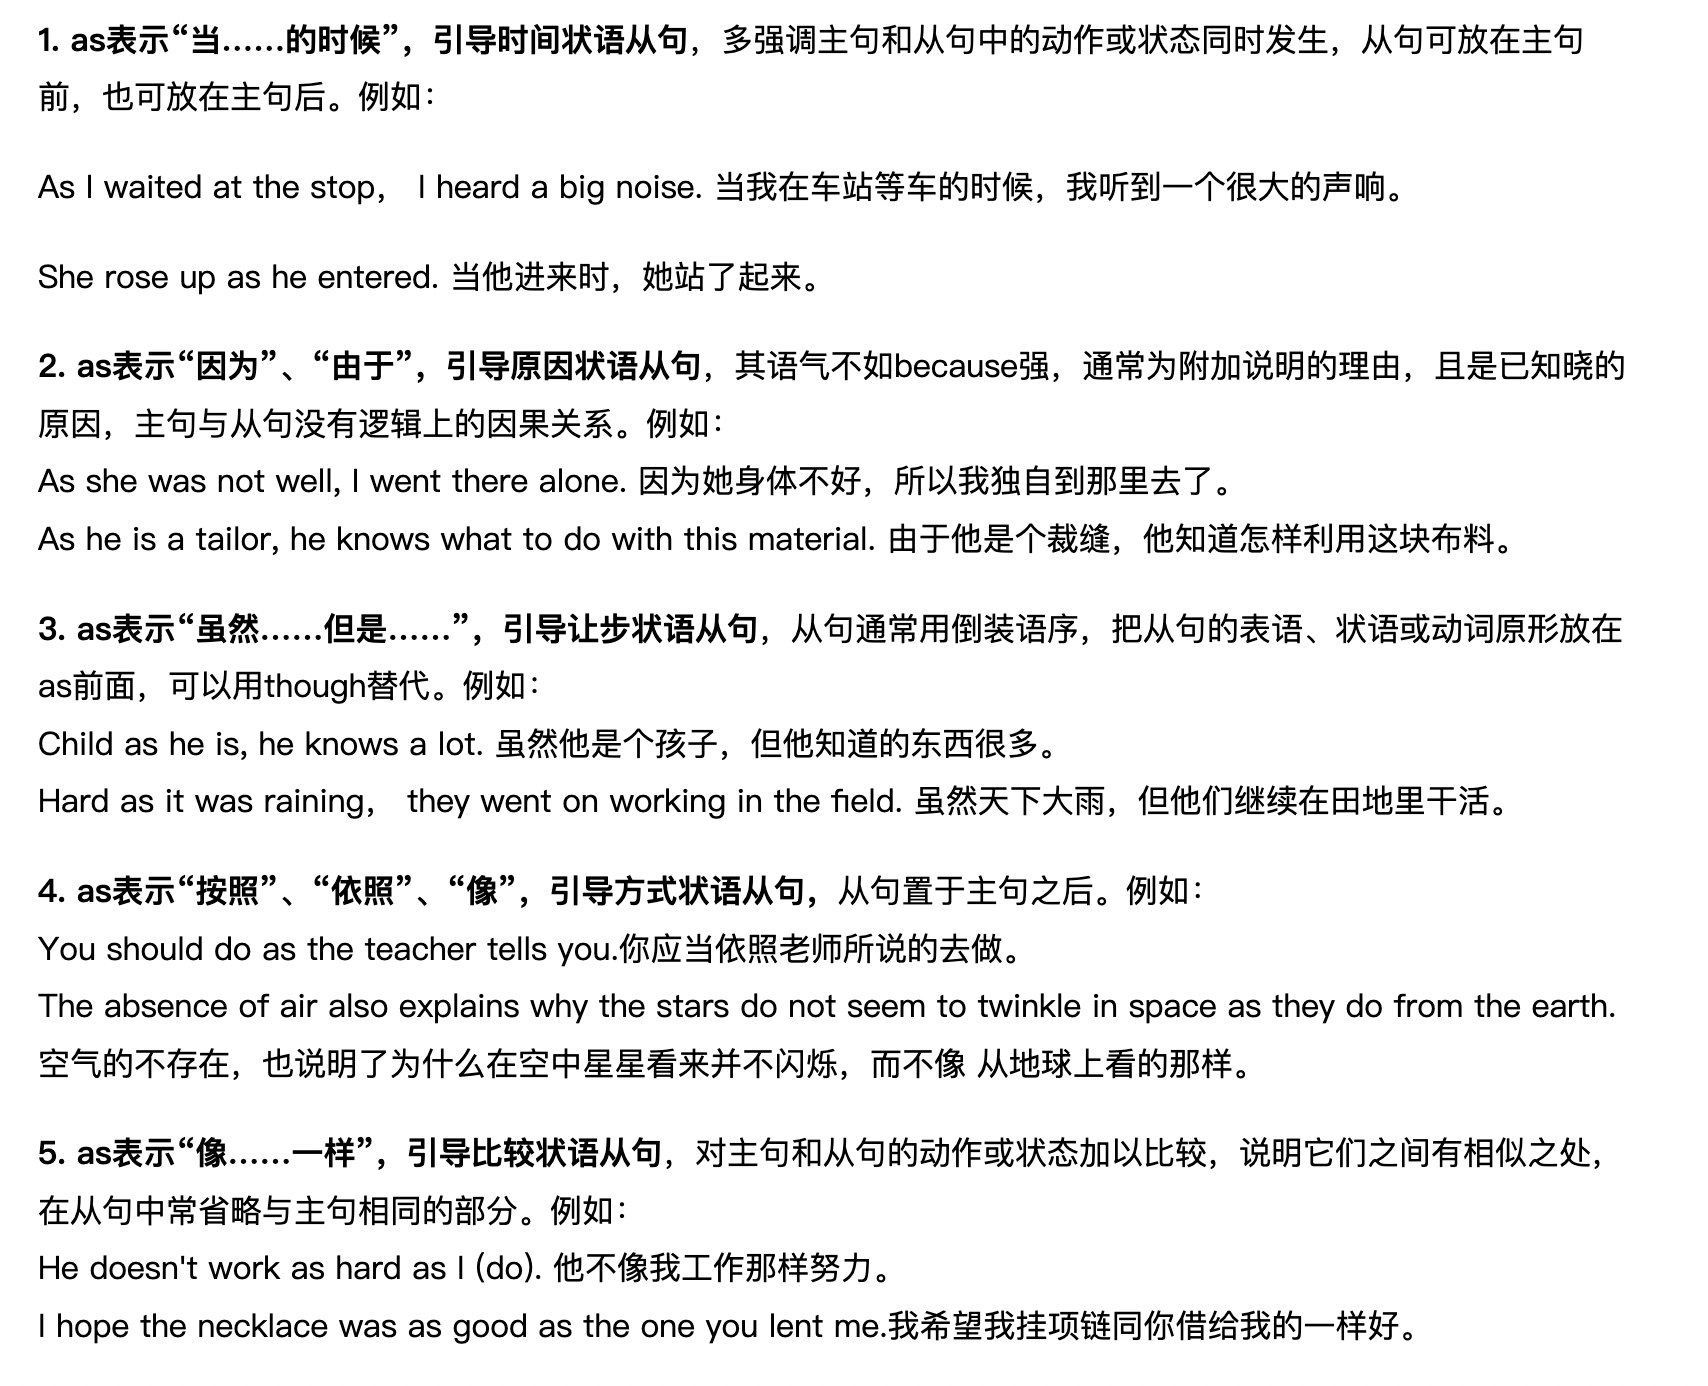 1. as表示“当……的时候”，引导时间状语从句，多强调主句和从句中的动作或状态同时发生，从句可放在主句
前，也可放在主句后。例如：
As I waited at the stop， I heard a big noise. 当我在车站等车的时候，我听到一个很大的声响。
She rose up as he entered. 当他进来时，她站了起来。
2. as表示“因为”、“由于”，引导原因状语从句，其语气不如because强，通常为附加说明的理由，且是已知晓的
原因，主句与从句没有逻辑上的因果关系。例如：
As she was not well, I went there alone. 因为她身体不好，所以我独自到那里去了。
As he is a tailor, he knows what to do with this material. 由于他是个裁缝，他知道怎样利用这块布料。
3. as表示“虽然……但是……”，引导让步状语从句，从句通常用倒装语序，把从句的表语、状语或动词原形放在
as前面，可以用though替代。例如：
Child as he is, he knows a lot. 虽然他是个孩子，但他知道的东西很多。
Hard as it was raining， they went on working in the field. 虽然天下大雨，但他们继续在田地里干活。
4. as表示“按照”、“依照”、“像”，引导方式状语从句，从句置于主句之后。例如：
You should do as the teacher tells you.你应当依照老师所说的去做。
The absence of air also explains why the stars do not seem to twinkle in space as they do from the earth.
空气的不存在，也说明了为什么在空中星星看来并不闪烁，而不像 从地球上看的那样。
5. as表示“像……一样”，引导比较状语从句，对主句和从句的动作或状态加以比较，说明它们之间有相似之处，
在从句中常省略与主句相同的部分。例如：
He doesn't work as hard as I (do). 他不像我工作那样努力。
I hope the necklace was as good as the one you lent me.我希望我挂项链同你借给我的一样好。